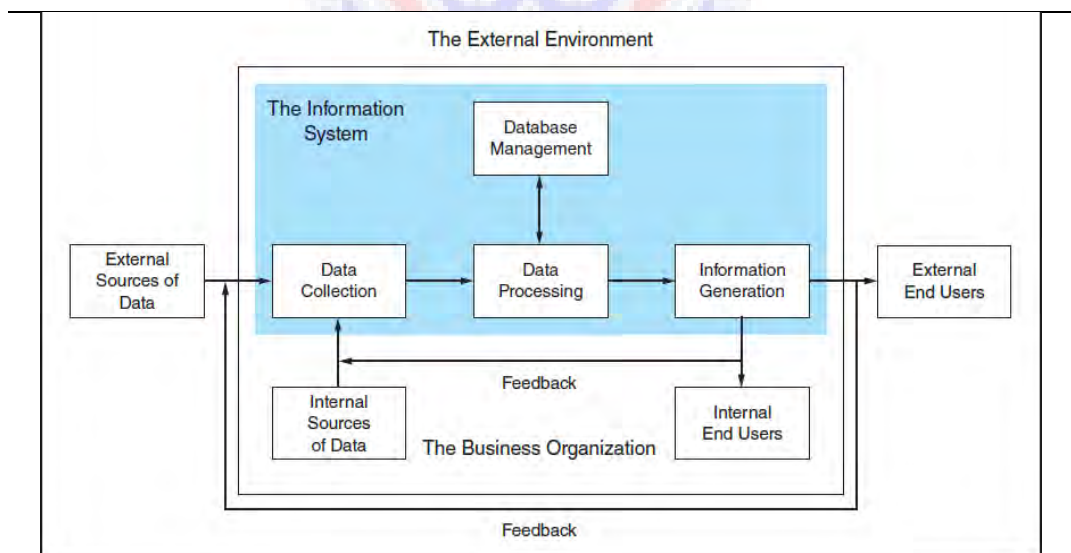 The External Environment
The Information
System
Database
Management
External
Sources of
Data
Data
Collection
Data
Processing
Information
Generation
External
End Users
Feedback
Internal
Sources
of Data
Internal
End Users
The Business Organization
Feedback